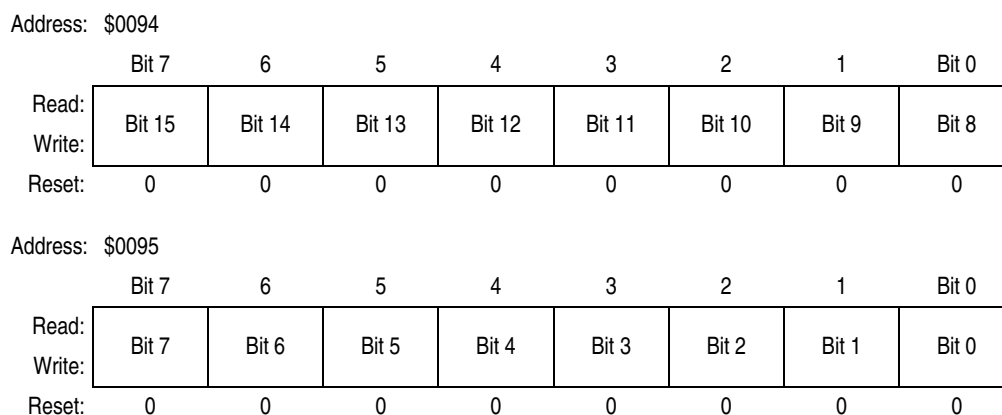 Address: $0094
Bit 7 6 5 4 3 2 1 Bit 0
Read:
Bit 15 Bit 14 Bit 13 Bit 12 Bit 11 Bit 10 Bit 9 Bit 8
Write:
Reset: 0 0 0 0 0 0 0 0
Address: $0095
Bit 7 6 5 4 3 2 1 Bit 0
Read:
Bit 7 Bit 6 Bit 5 Bit 4 Bit 3 Bit 2 Bit 1 Bit 0
Write:
Reset: 0 0 0 0 0 0 0 0